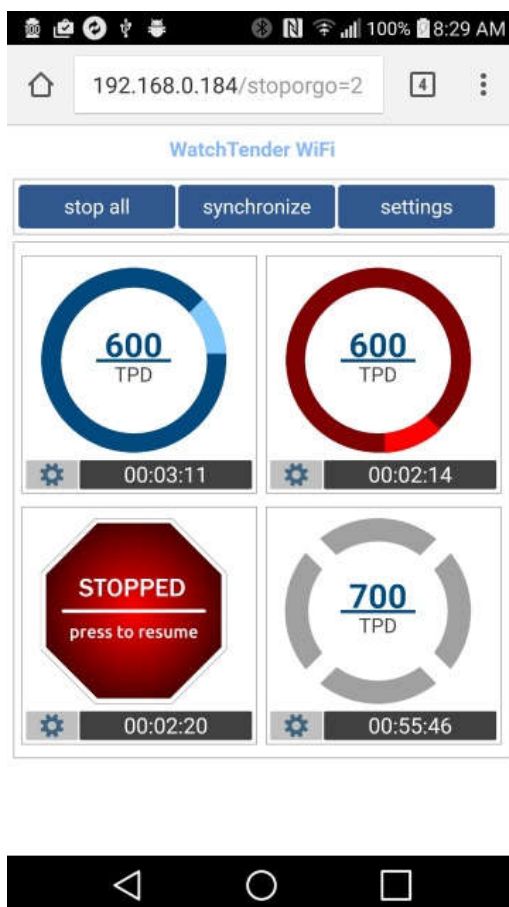 100% 8:29 AM
192.168.0.184/stoporgo=2 4
WatchTender WiFi
stop all synchronize settings
600 600
TPD TPD
00:03:11 00:02:14
STOPPED
press to resume
700
TPD
00:02:20 00:55:46